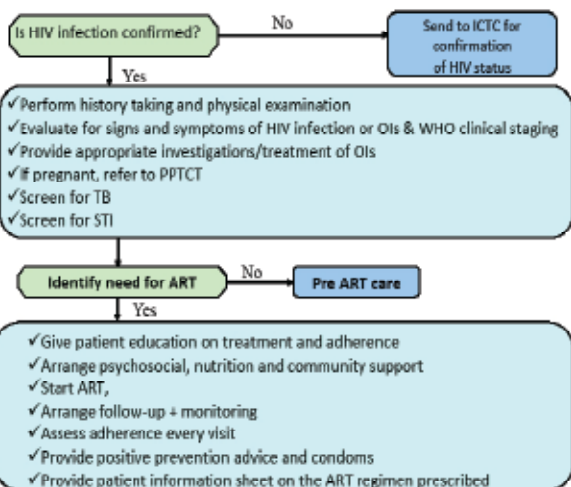 Is HIV infection confirmed?
No
Send to ICTC for
confirmation
of HIV status
Yes
✓Perform history taking and physical examination
✓Evaluate for signs and symptoms of HIV infection or OIs & WHO clinical staging
✓Provide appropriate investigations/treatment of OIs
✓If pregnant, refer to PPTCT
✓Screen for TB
✓Screen for STI
Identify need for ART
No
Pre ART care
Yes
✓Give patient education on treatment and adherence
✓Arrange psychosocial, nutrition and community support
✓Start ART,
✓Arrange follow-up + monitoring
✓Assess adherence every visit
✓Provide positive prevention advice and condoms
✓Provide patient information sheet on the ART regimen prescribed